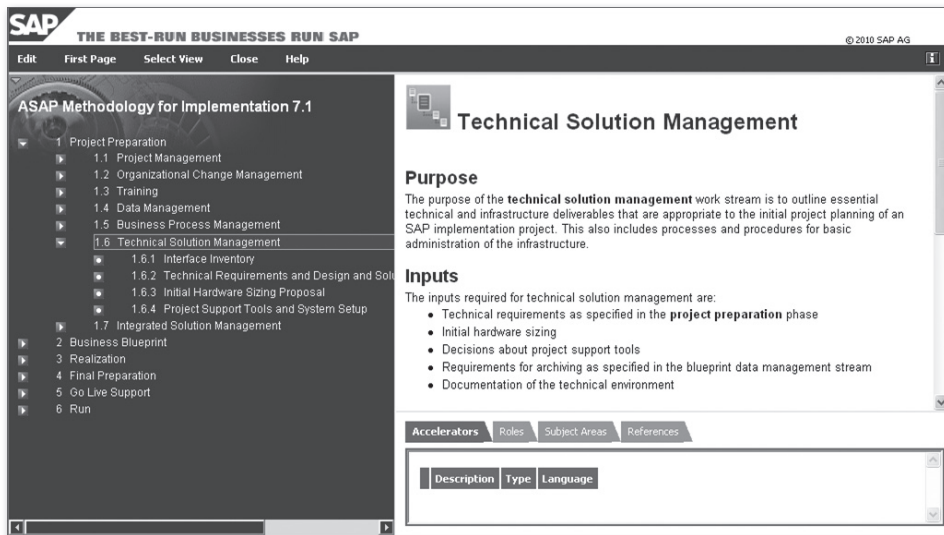 SAP
THE BEST-RUN BUSINESSES RUN SAP
© 2010 SAP AG
Edit First Page Select View Close Help
ASAP Methodology for Implementation 7.1
1 Project Preparation
1.1 Project Management
1.2 Organizational Change Management
1.3 Training
1.4 Data Management
1.5 Business Process Management
1.6 Technical Solution Management
1.6.1 Interface Inventory
1.6.2 Technical Requirements and Design and Solu
1.6.3 Initial Hardware Sizing Proposal
1.6.4 Project Support Tools and System Setup
1.7 Integrated Solution Management
2 Business Blueprint
3 Realization
4 Final Preparation
5 Go Live Support
6 Run
Technical Solution Management
Purpose
The purpose of the technical solution management work stream is to outline essential
technical and infrastructure deliverables that are appropriate to the initial project planning of an
SAP implementation project. This also includes processes and procedures for basic
administration of the infrastructure.
Inputs
The inputs required for technical solution management are:
• Technical requirements as specified in the project preparation phase
• Initial hardware sizing
• Decisions about project support tools
• Requirements for archiving as specified in the blueprint data management stream
• Documentation of the technical environment
Accelerators Roles Subject Areas References
Description Type Language